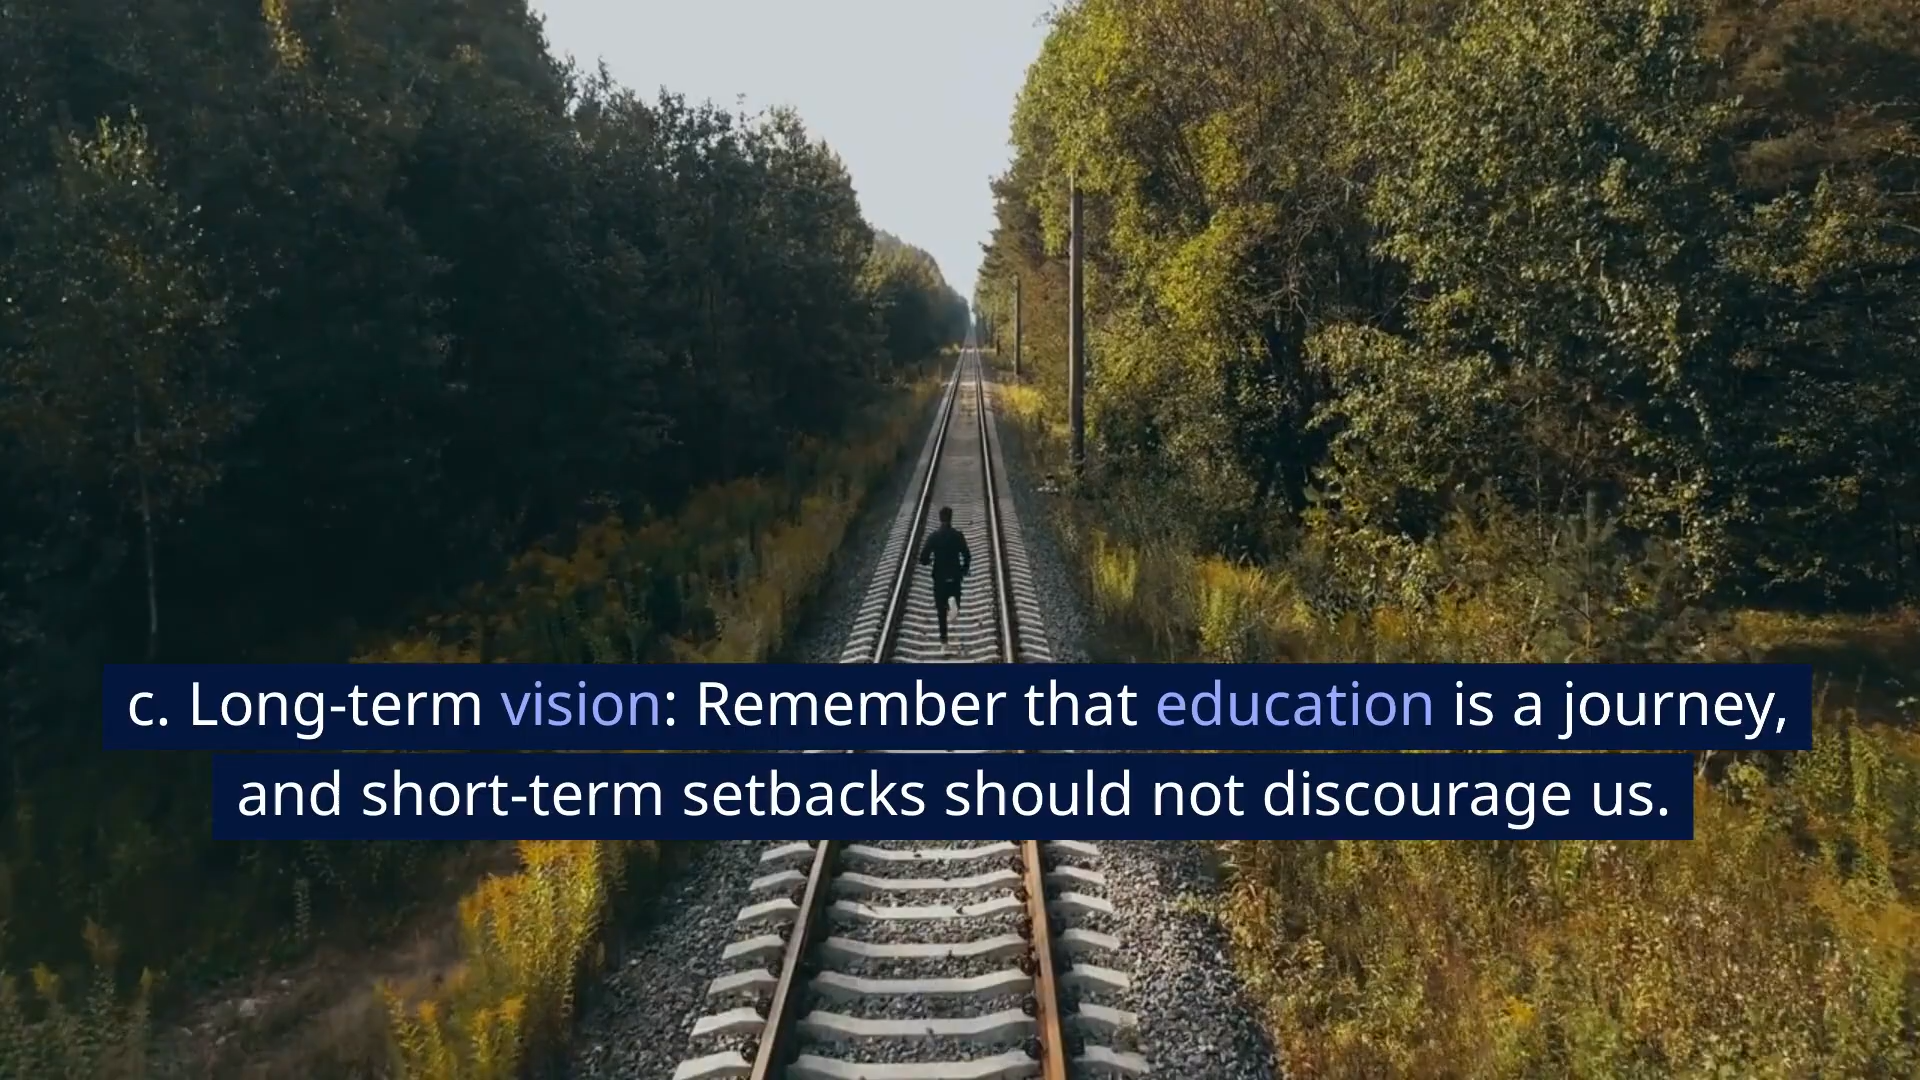 c. Long-term vision: Remember that education is a journey,
and short-term setbacks should not discourage us.